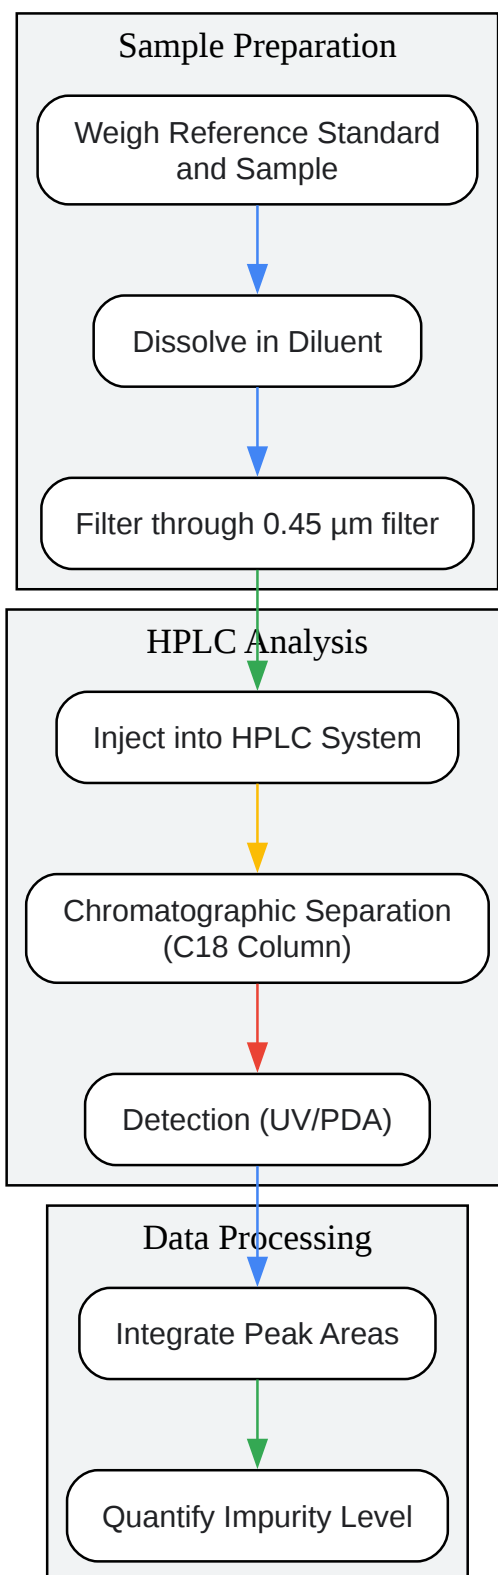 Sample Preparation
Weigh Reference Standard
and Sample
Dissolve in Diluent
Filter through 0.45 µm filter
HPLC Analysis
Inject into HPLC System
Chromatographic Separation
(C18 Column)
Detection (UV/PDA)
Data Processing
Integrate Peak Areas
Quantify Impurity Level